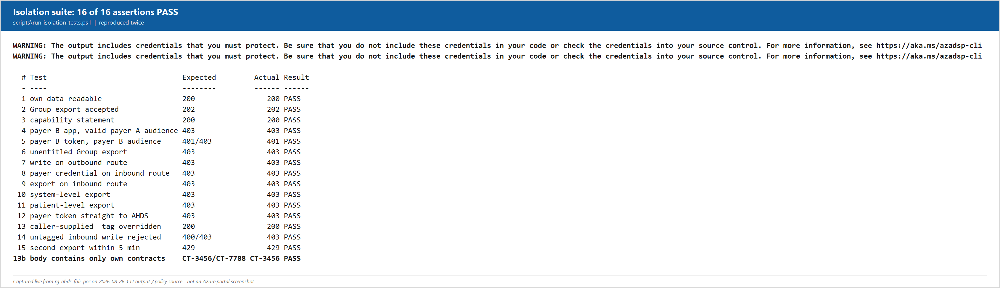 Isolation suite: 16 of 16 assertions PASS
scripts\run-isolation-tests.ps1 | reproduced twice
WARNING: The output includes credentials that you must protect. Be sure that you do not include these credentials in your code or check the credentials into your source control. For more information, see https://aka.ms/azadsp-cli
WARNING: The output includes credentials that you must protect. Be sure that you do not include these credentials in your code or check the credentials into your source control. For more information, see https://aka.ms/azadsp-cli
# Test Expected Actual Result
- ---- -------- ------ ------
1 own data readable 200 200 PASS
2 Group export accepted 202 202 PASS
3 capability statement 200 200 PASS
4 payer B app, valid payer A audience 403 403 PASS
5 payer B token, payer B audience 401/403 401 PASS
6 unentitled Group export 403 403 PASS
7 write on outbound route 403 403 PASS
8 payer credential on inbound route 403 403 PASS
9 export on inbound route 403 403 PASS
10 system-level export 403 403 PASS
11 patient-level export 403 403 PASS
12 payer token straight to AHDS 403 403 PASS
13 caller-supplied _tag overridden 200 200 PASS
14 untagged inbound write rejected 400/403 403 PASS
15 second export within 5 min 429 429 PASS
13b body contains only own contracts CT-3456/CT-7788 CT-3456 PASS
Captured live from rg-ahds-fhir-poc on 2026-08-26. CLI output / policy source - not an Azure portal screenshot.